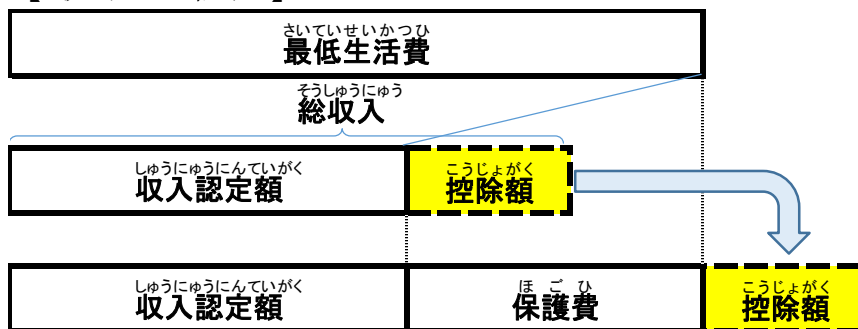 さいていせいかつひ
最低生活費
そうしゅうにゅう
総収入
しゅうにゅうにんていがく こうじょがく
収入認定額 控除額
しゅうにゅうにんていがく ほごひ こうじょがく
収入認定額 保護費 控除額